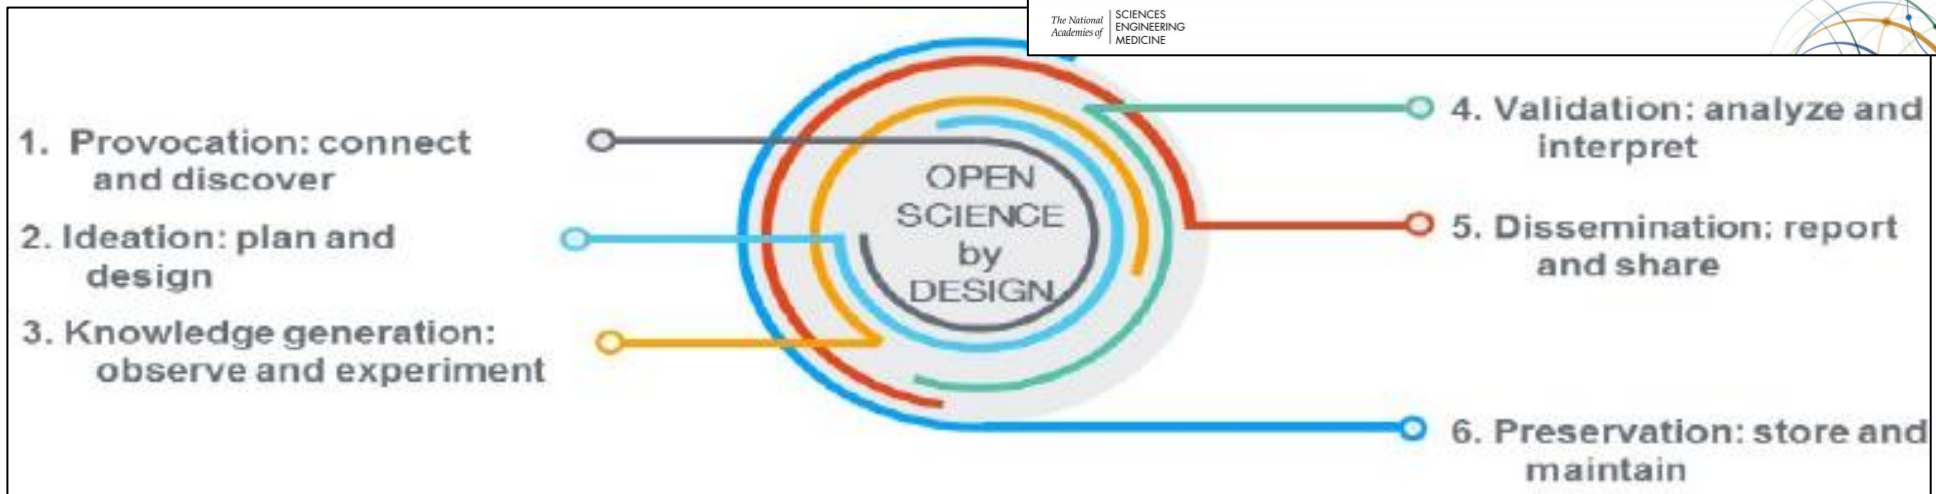 The National
Academies of
SCIENCES
ENGINEERING
MEDICINE
1. Provocation: connect
and discover
2. Ideation: plan and
design
3. Knowledge generation:
observe and experiment
OPEN
SCIENCE
by
DESIGN
4. Validation: analyze and
interpret
5. Dissemination: report
and share
6. Preservation: store and
maintain